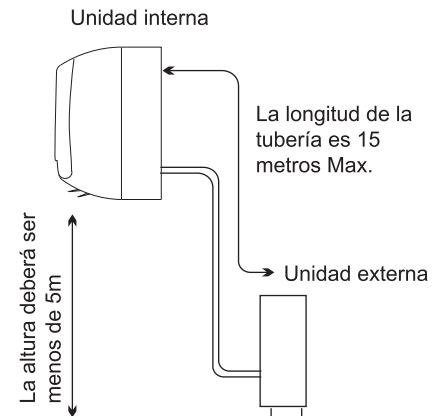 Unidad interna
La longitud de la
tubería es 15
metros Max.
Unidad externa
La altura deberá ser
menos de 5m